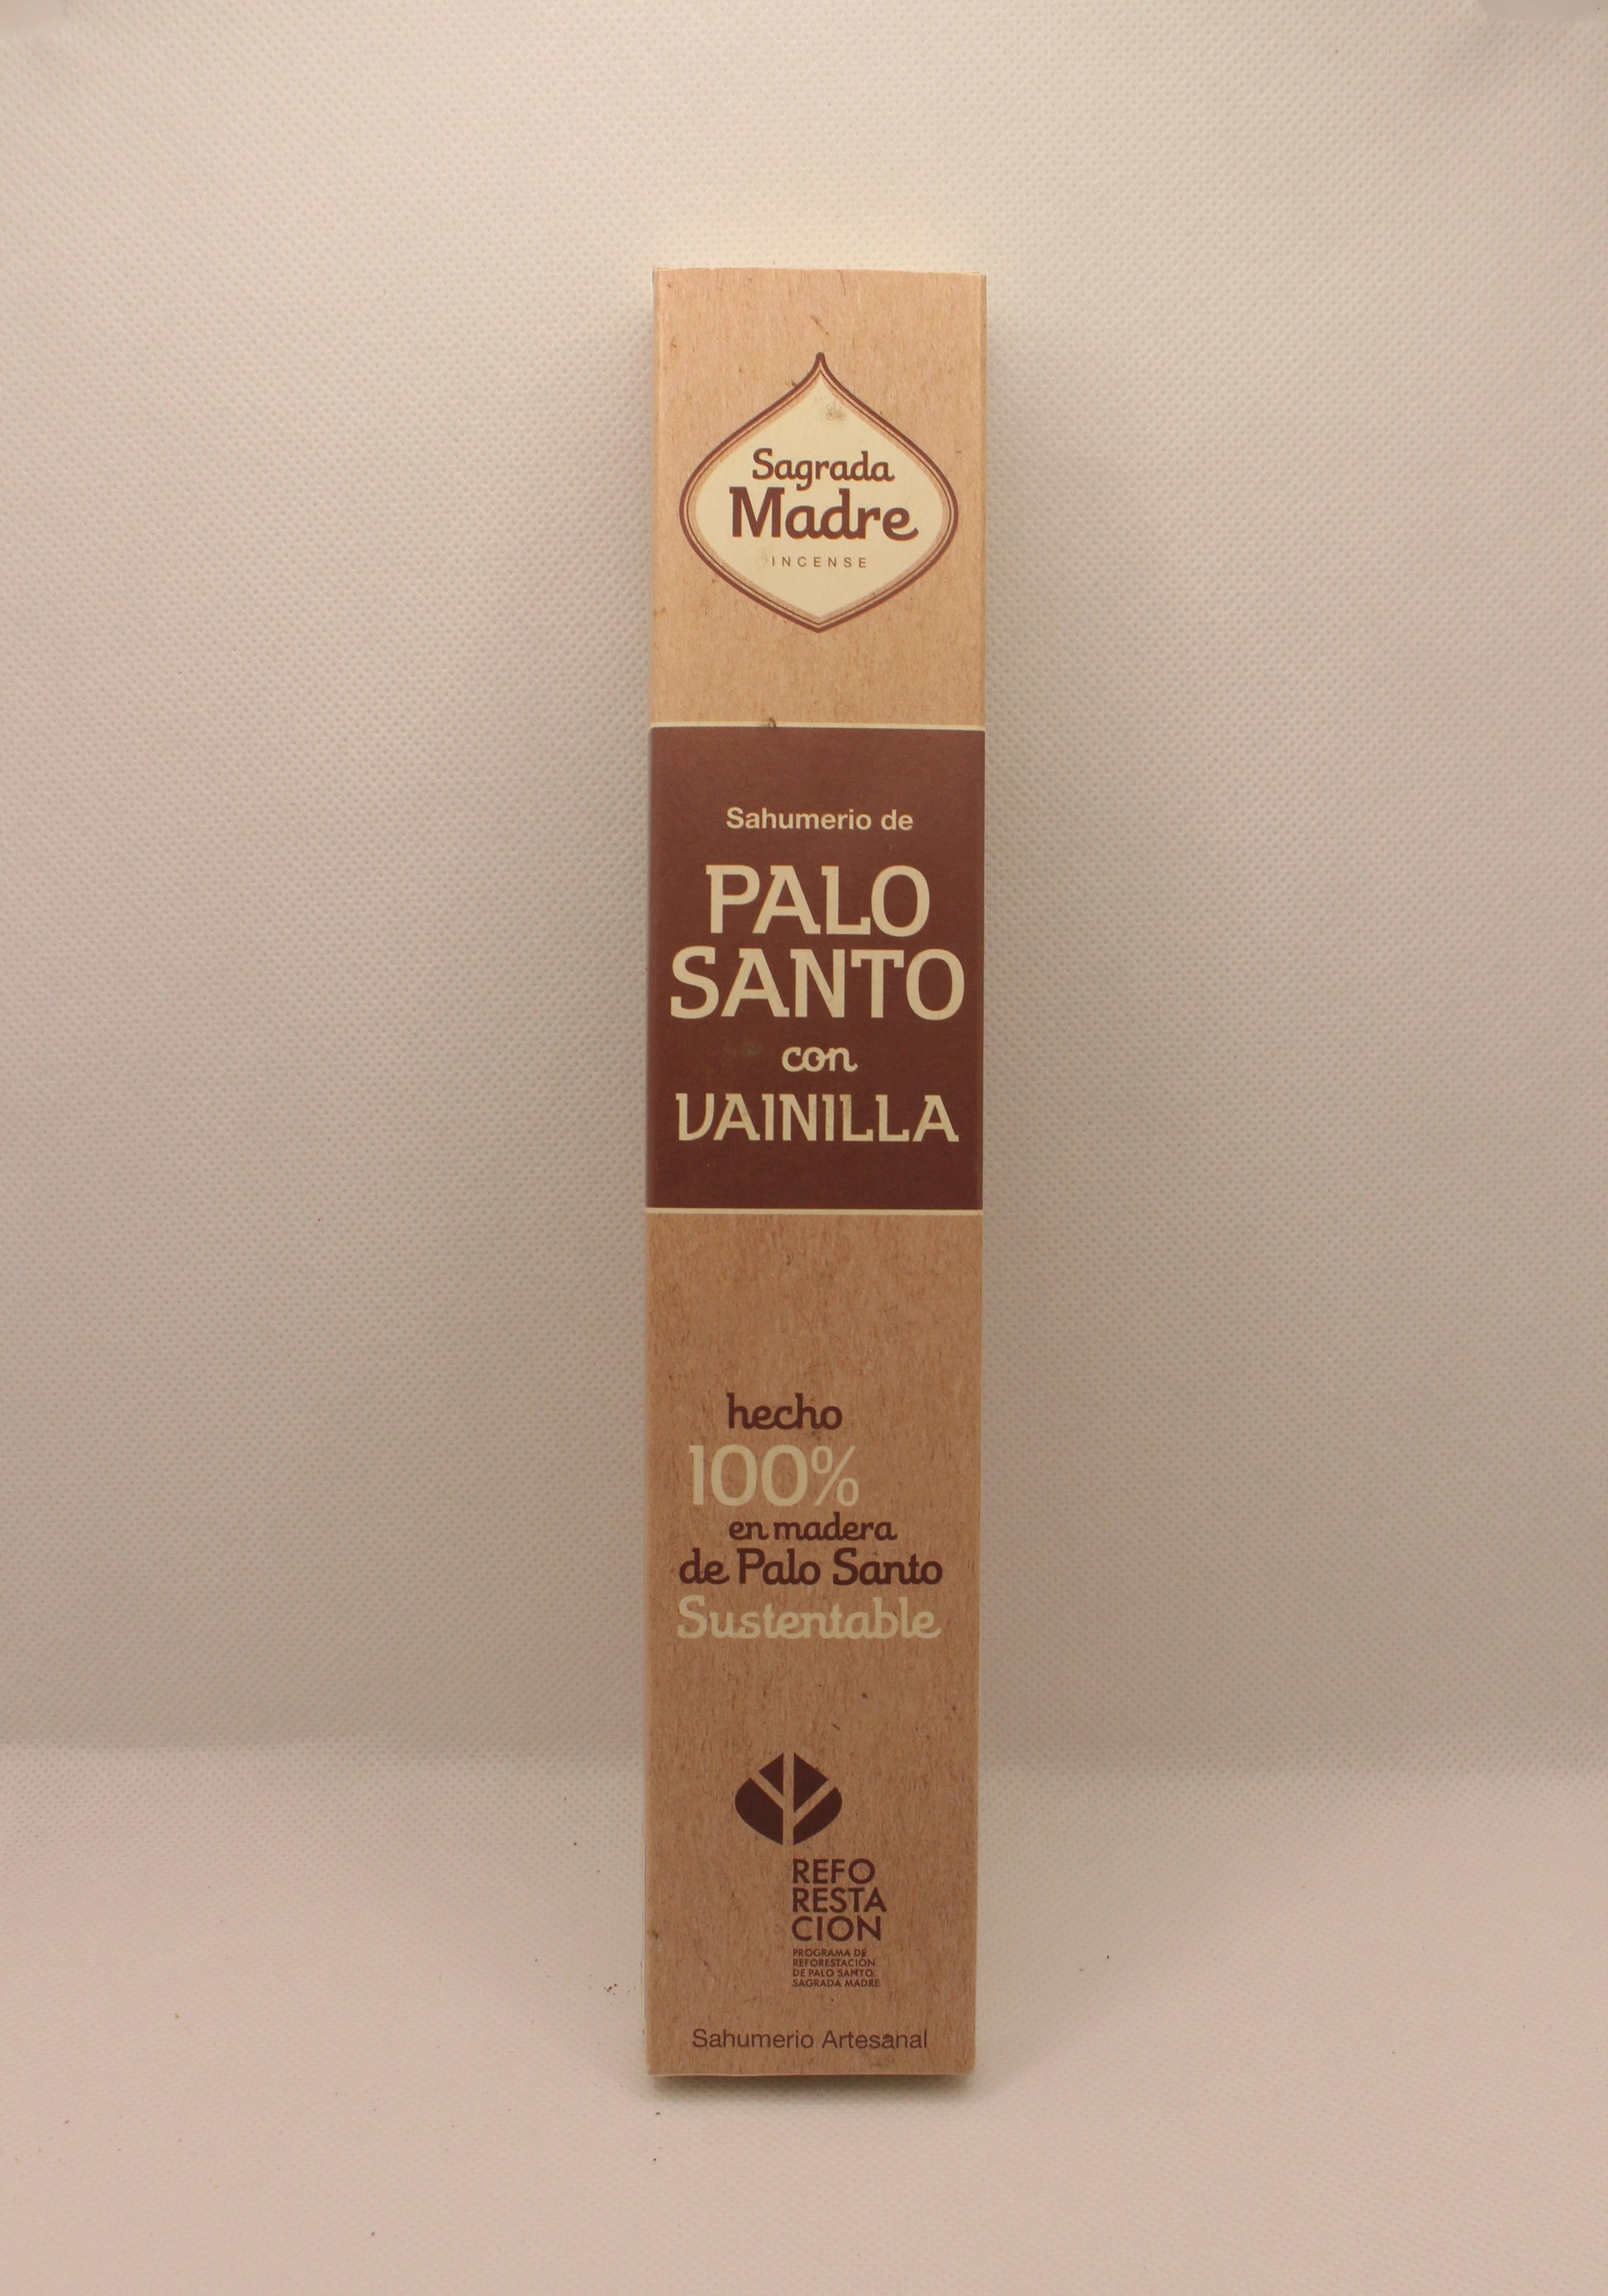 Sagrada
Madre
INCENSE
Sahumerio de
PALO
SANTO
con
VAINILLA
hecho
100%
en madera
de Palo Santo
Sustentable
REFO
RESTA
CION
PROGRAMA DE
REFORESTACIÓN
DE PALO SANTO
SAGRADA MADRE
Sahumerio Artesanal